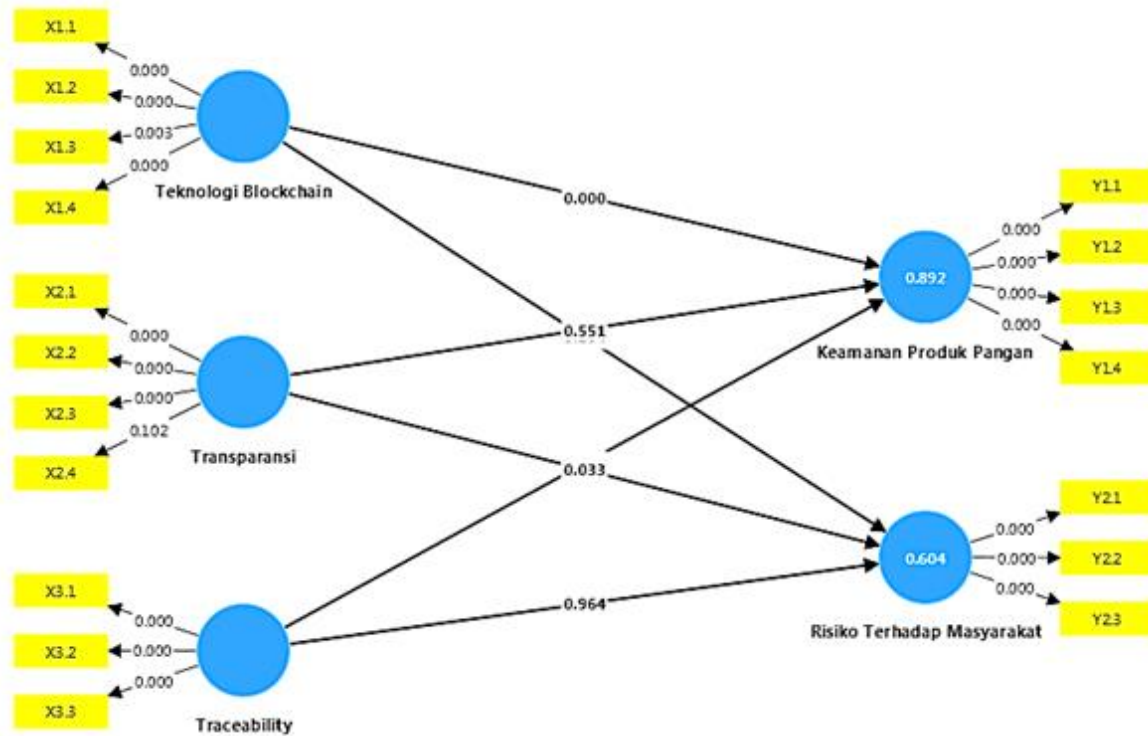 X1.1
X1.2
X1.3
X1.4
0.000
0.000
0.003
0.000
Teknologi Blockchain
X2.1
X2.2
X2.3
X2.4
0.000
0.000
0.000
0.102
Transparansi
X3.1
X3.2
X3.3
0.000
0.000
0.000
Traceability
0.000
0.551
0.033
0.964
0.892
Keamanan Produk Pangan
0.000
0.000
0.000
0.000
Y1.1
Y1.2
Y1.3
Y1.4
0.604
Risiko Terhadap Masyarakat
0.000
0.000
0.000
Y2.1
Y2.2
Y2.3